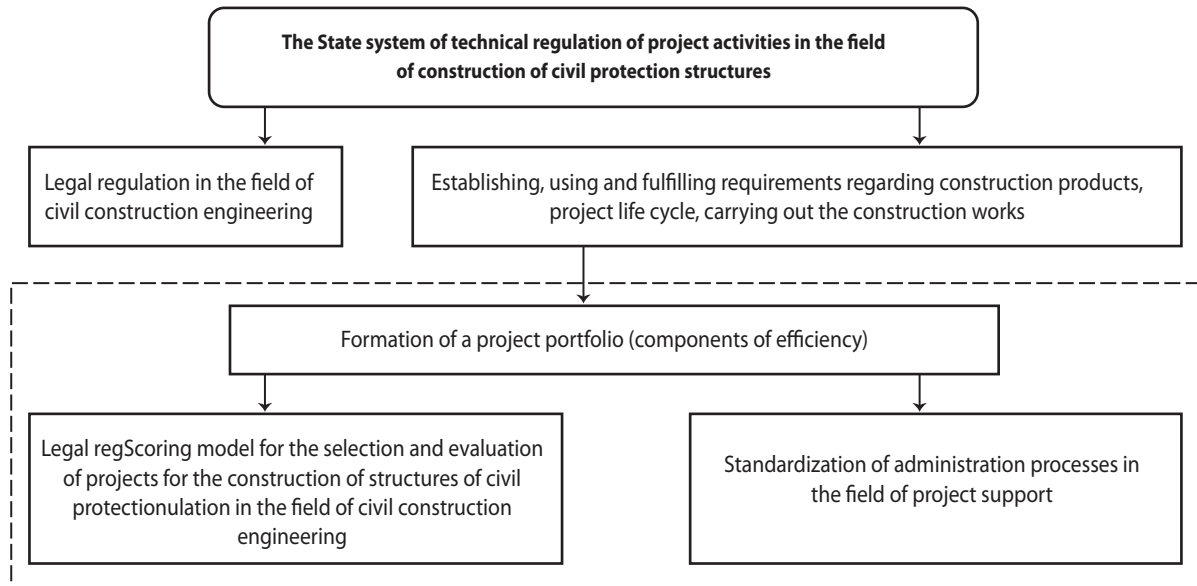 The State system of technical regulation of project activities in the field
of construction of civil protection structures
Legal regulation in the field of
civil construction engineering
Establishing, using and fulfilling requirements regarding construction products,
project life cycle, carrying out the construction works
Formation of a project portfolio (components of efficiency)
Legal regScoring model for the selection and evaluation
of projects for the construction of structures of civil
protectionulation in the field of civil construction
engineering
Standardization of administration processes in
the field of project support